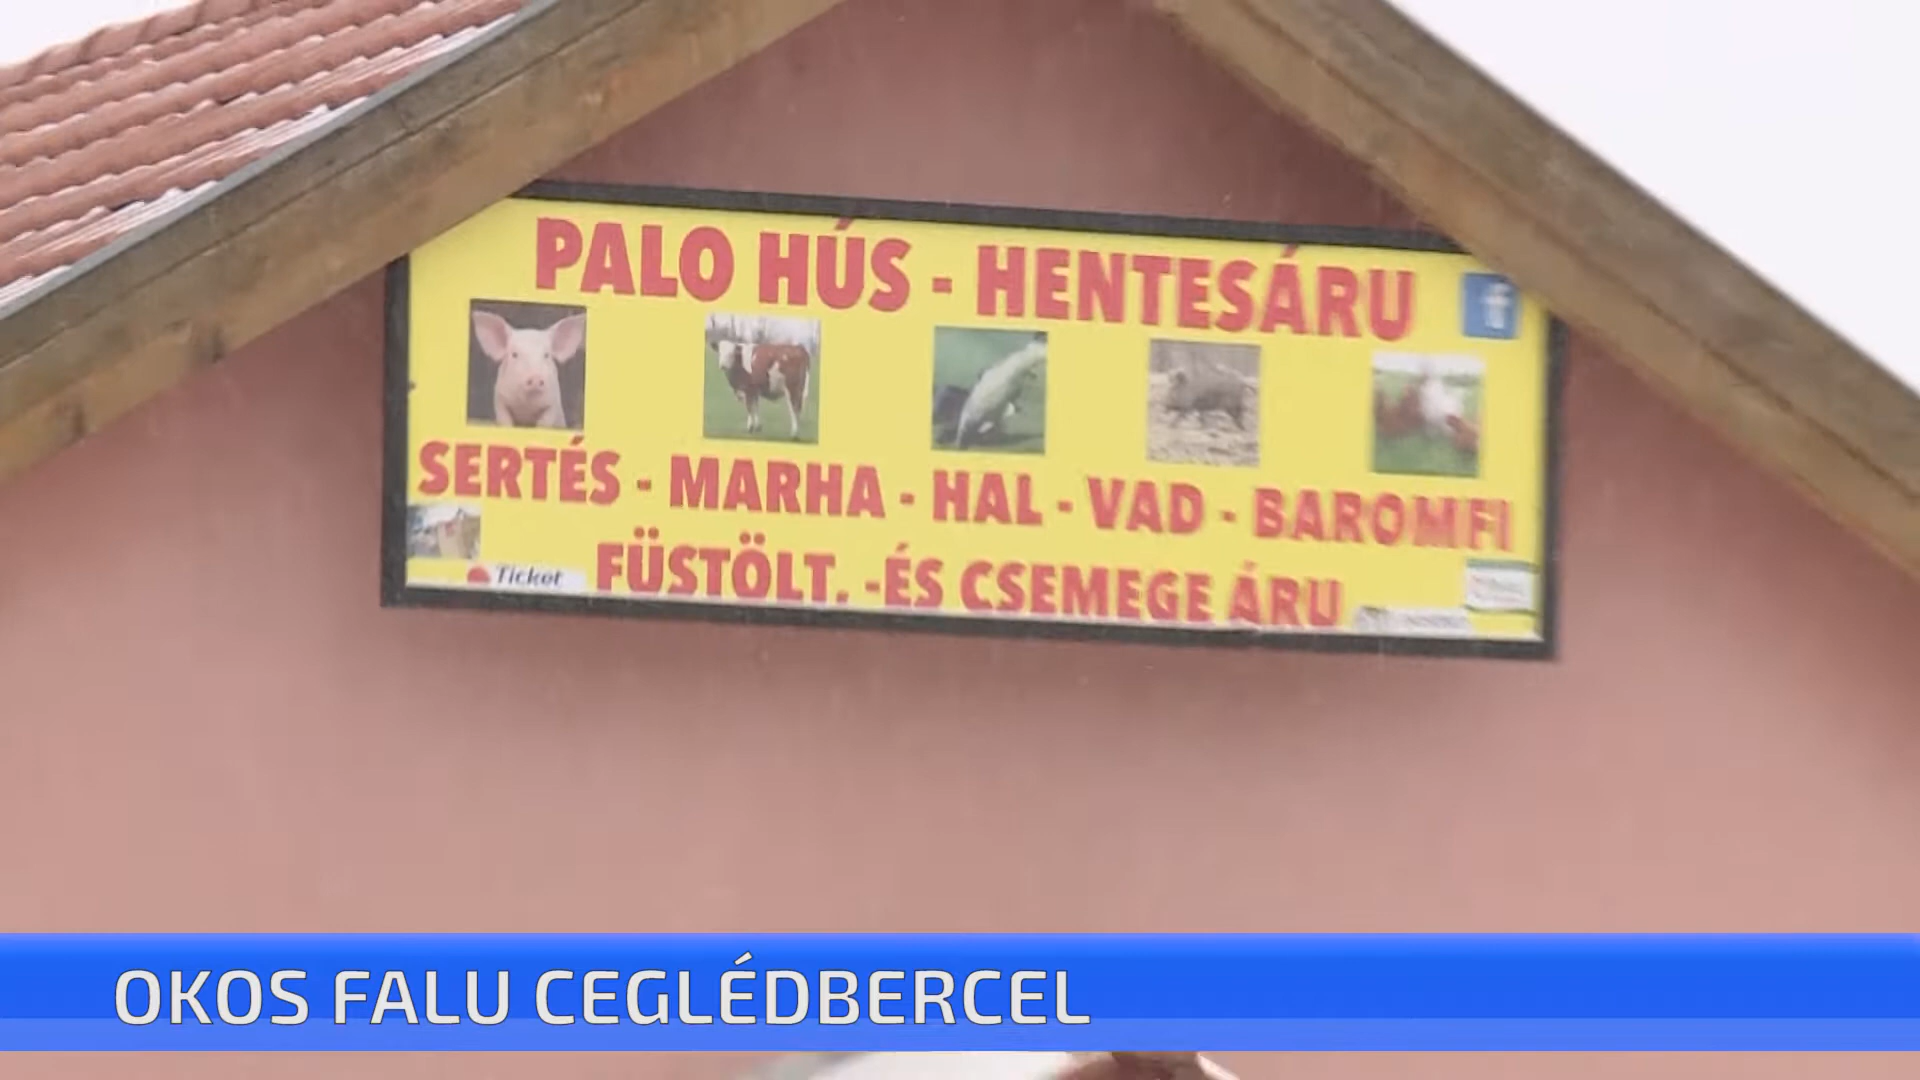 PALO HÚS - HENTESÁRU
SERTÉS - MARHA - HAL - VAD - BAROMFI
FÜSTÖLT. -ÉS CSEMEGE ÁRU
Ticket
OKOS FALU CEGLÉDBERCEL